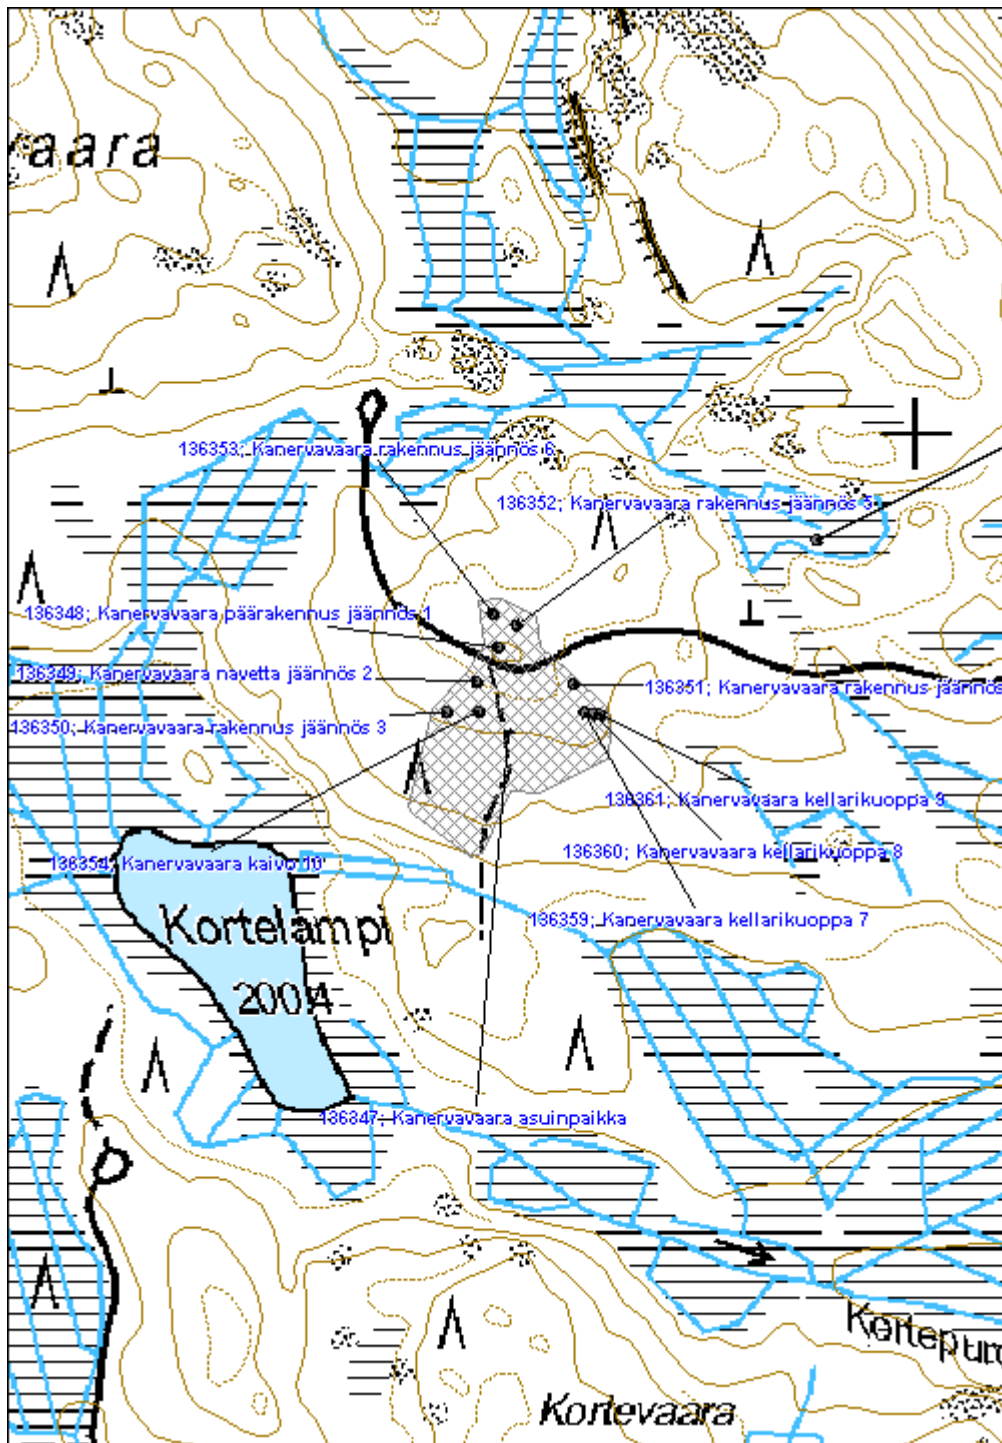 vaara
136353; Kanervavaara rakennus jäännös 6
136352; Kanervavaara rakennus jäännös 5
136348; Kanervavaara päärakennus jäännös 1
136349; Kanervavaara navetta jäännös 2
136351; Kanervavaara rakennus jäännös
136350; Kanervavaara rakennus jäännös 3
136361; Kanervavaara kellarikuoppa 9
136354; Kanervavaara kaivo 10
136360; Kanervavaara kellarikuoppa 8
136359; Kanervavaara kellarikuoppa 7
Kortelampi
200.4
136347; Kanervavaara asuinpaikka
Kortepuro
Kortevaara